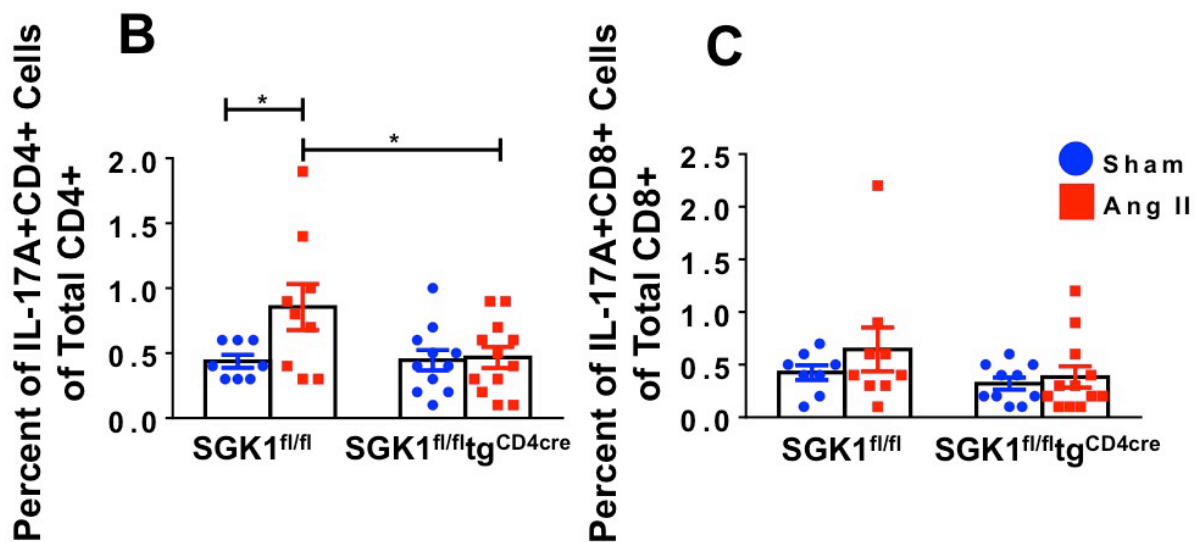 B
Percent of IL-17A+CD4+ Cells
of Total CD4+
*
*
2.0
1.5
1.0
0.5
0.0
SGK1fl/fl
SGK1fl/fltgCD4cre
C
Percent of IL-17A+CD8+ Cells
of Total CD8+
2.5
2.0
1.5
1.0
0.5
0.0
SGK1fl/fl
SGK1fl/fltgCD4cre
Sham
Ang II